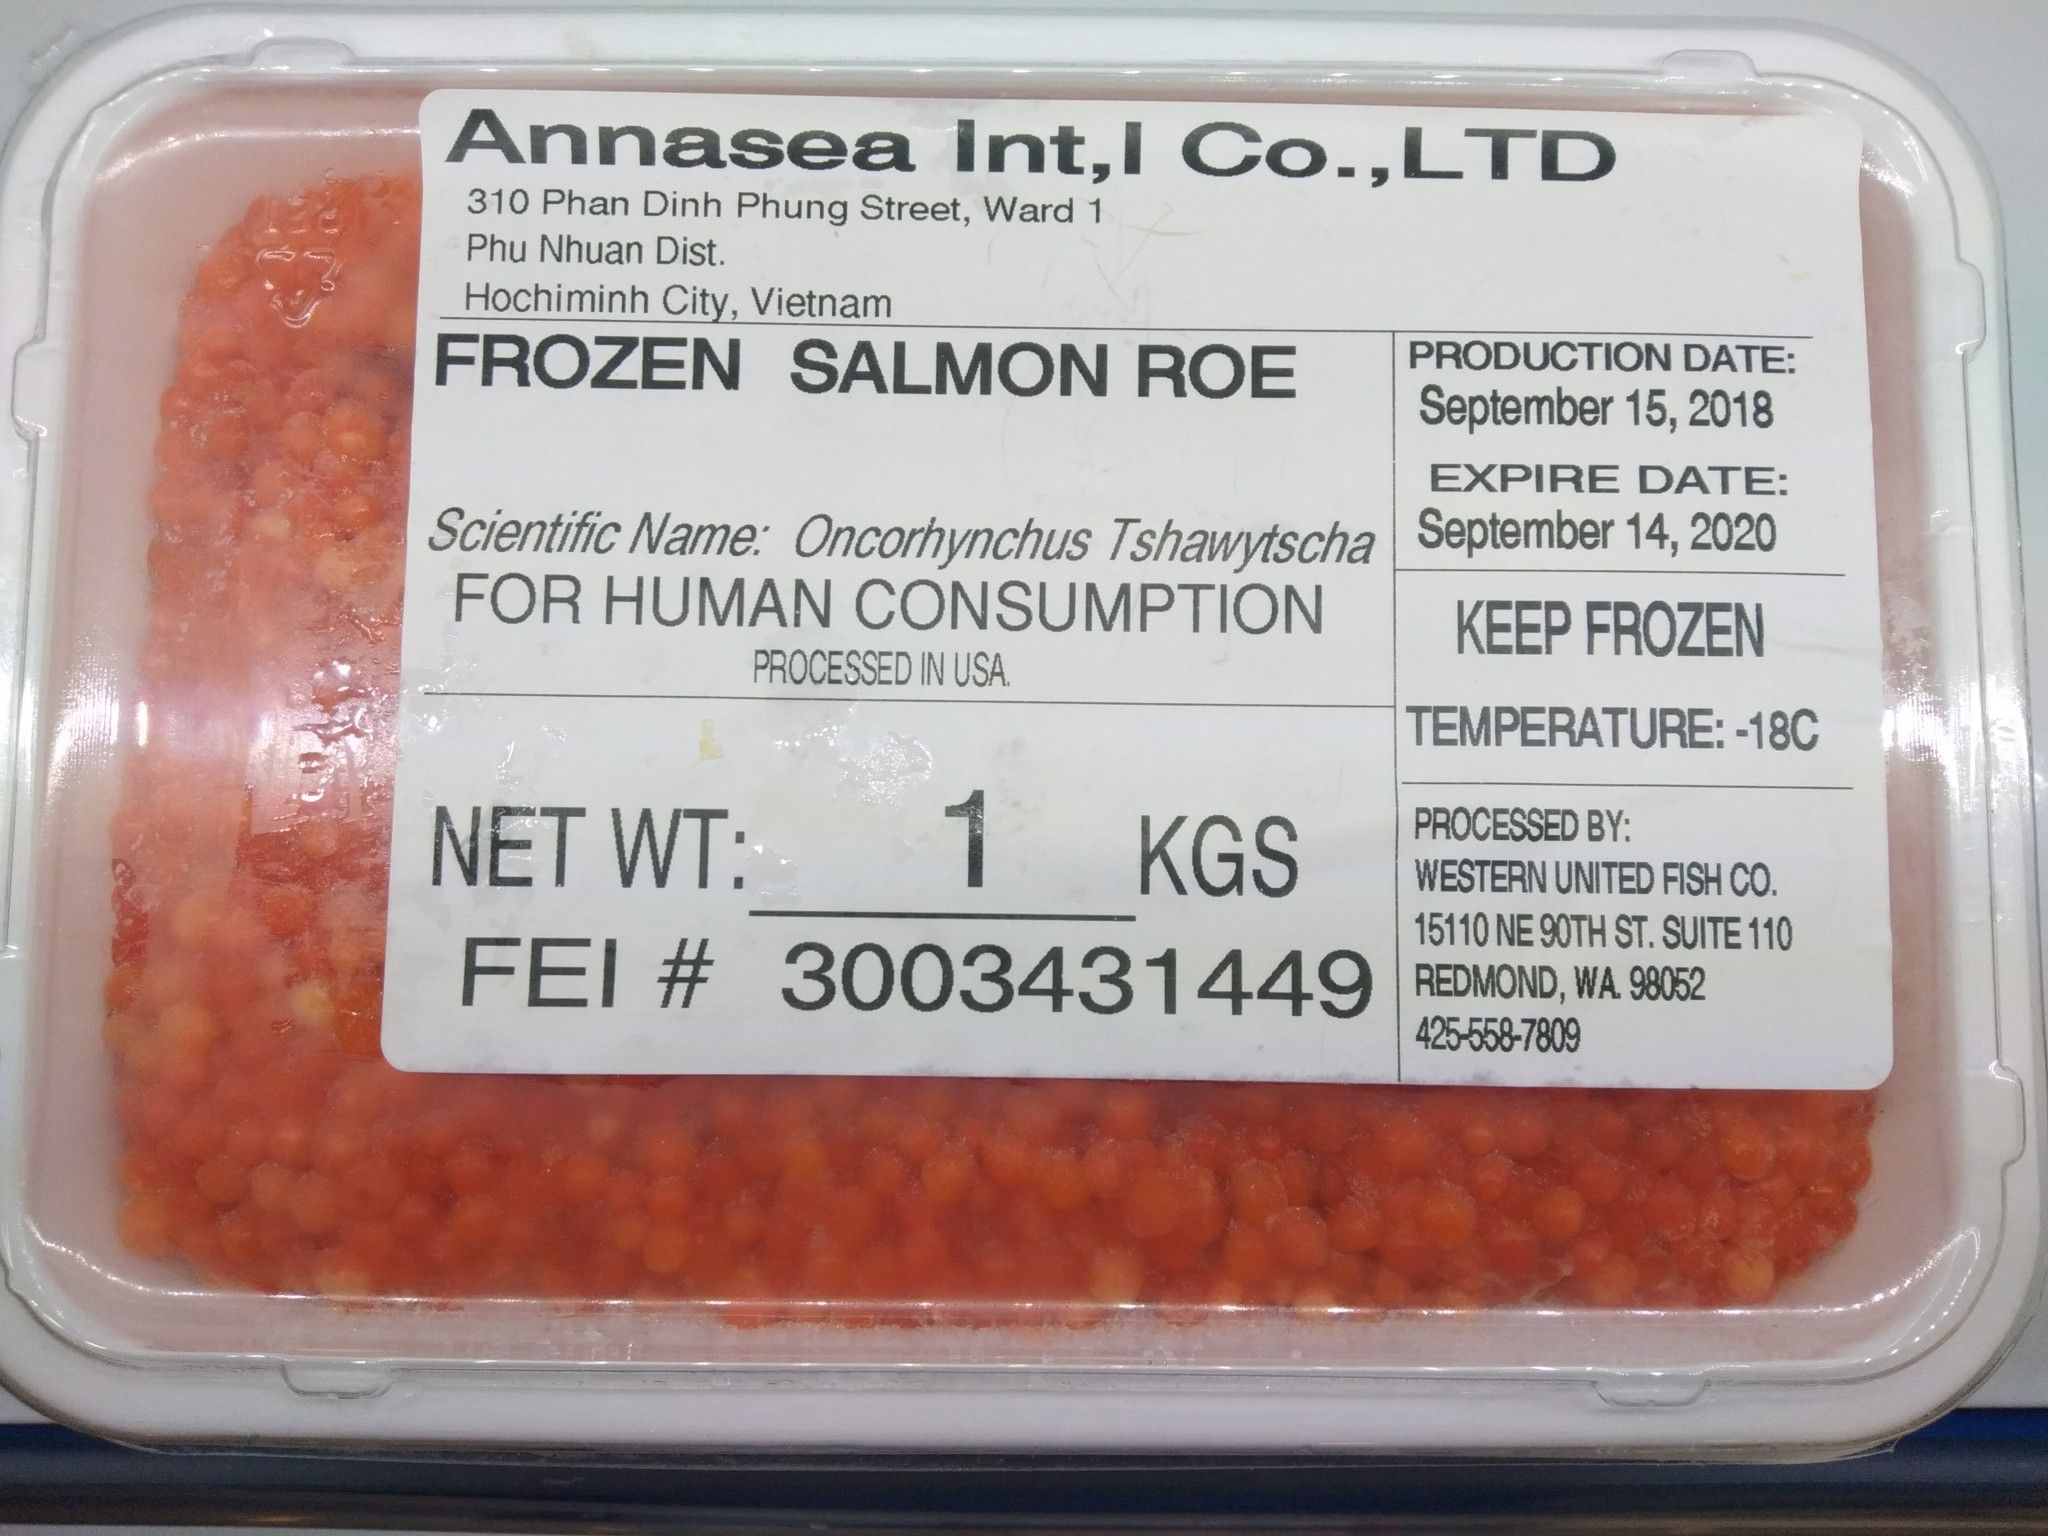 Annasea Int,l Co.,LTD
310 Phan Dinh Phung Street, Ward 1
Phu Nhuan Dist.
Hochiminh City, Vietnam
FROZEN SALMON ROE
Scientific Name: Oncorhynchus Tshawytscha
FOR HUMAN CONSUMPTION
PROCESSED IN USA.
NET WT: 1 KGS
FEI # 3003431449
PRODUCTION DATE:
September 15, 2018
EXPIRE DATE:
September 14, 2020
KEEP FROZEN
TEMPERATURE: -18C
PROCESSED BY:
WESTERN UNITED FISH CO.
15110 NE 90TH ST. SUITE 110
REDMOND, WA. 98052
425-558-7809